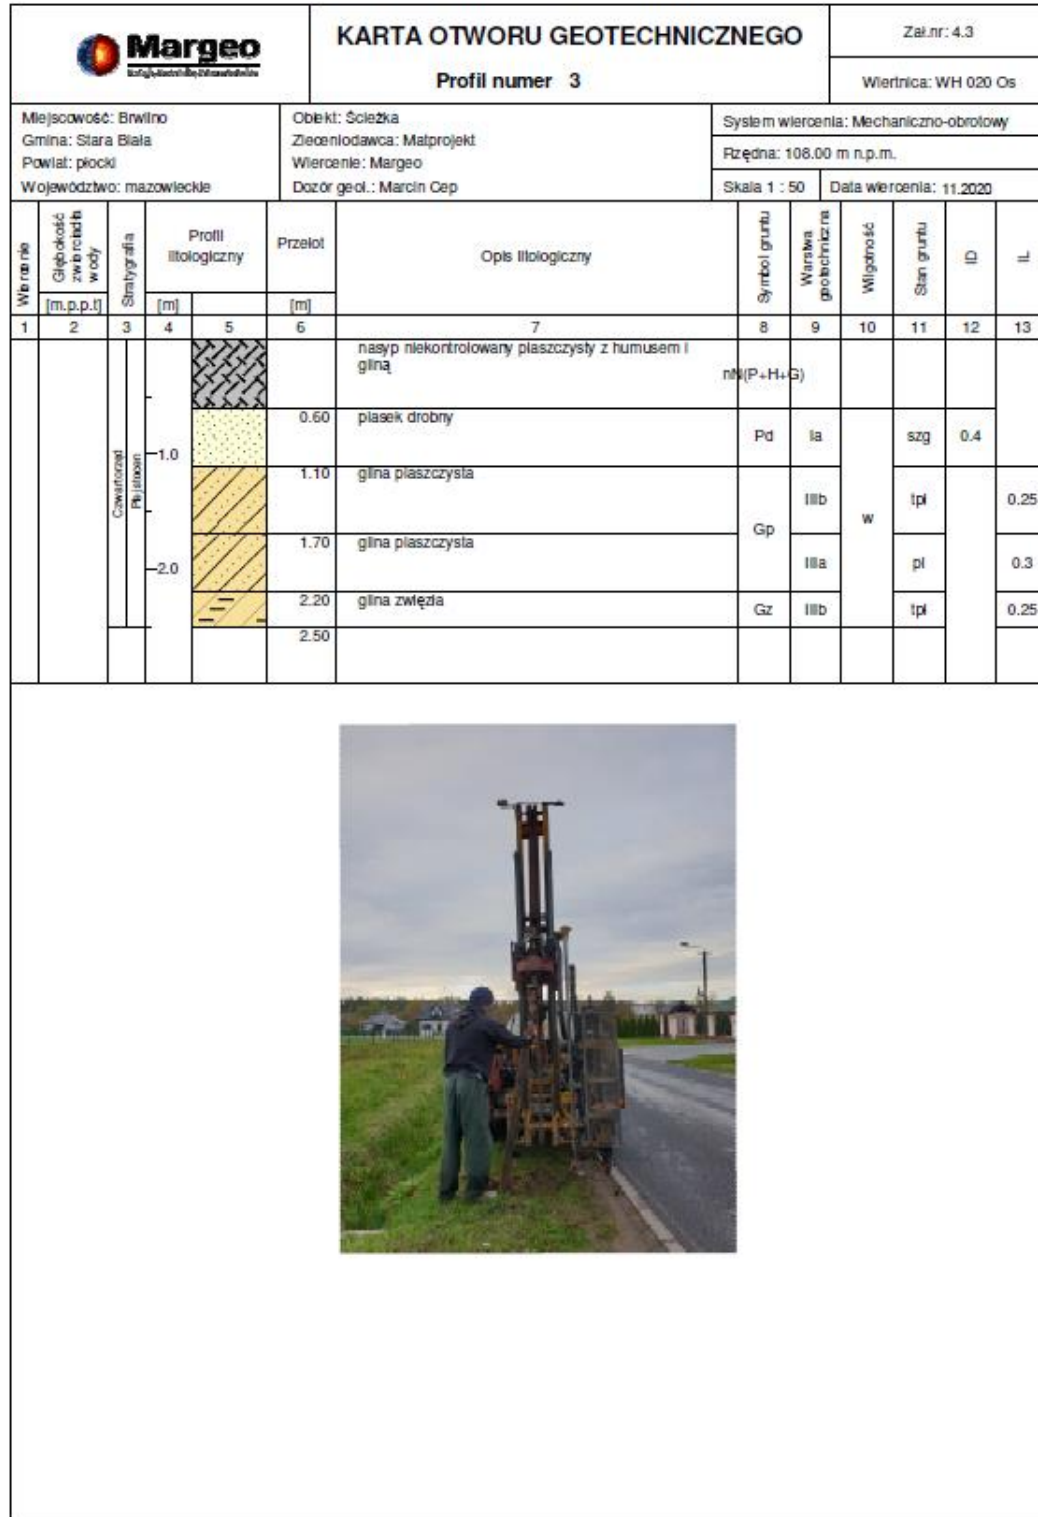 Margeo
KARTA OTWORU GEOTECHNICZNEGO
Profil numer 3
Zał.nr: 4.3
Wiertnica: WH 020 Os
Miejscowość: Brwilno
Gmina: Stara Biała
Powiat: płocki
Województwo: mazowieckie
Obiekt: Ścieżka
Zleceniodawca: Matprojekt
Wiercenie: Margeo
Dozór geol.: Marcin Cep
System wiercenia: Mechaniczno-obrotowy
Rzędna: 108.00 m n.p.m.
Skala 1 : 50 Data wiercenia: 11.2020
Wiercenie
Głębokość zwierciadła wody
[m.p.p.t]
Stratygrafia
Profil litologiczny
[m]
Przelot
[m]
Opis litologiczny
Symbol gruntu
Warstwa geotechniczna
Wilgotność
Stan gruntu
ID
IL
1 2 3 4 5 6 7 8 9 10 11 12 13
Czwartorzęd
Plejstocen
nasyp niekontrolowany piaszczysty z humusem i
gliną
nN(P+H+G)
0.60 piasek drobny Pd Ia szg 0.4
1.0
1.10 glina piaszczysta Gp IIIb w tpl 0.25
1.70 glina piaszczysta IIIa pl 0.3
2.0
2.20 glina zwięzła Gz IIIb tpl 0.25
2.50